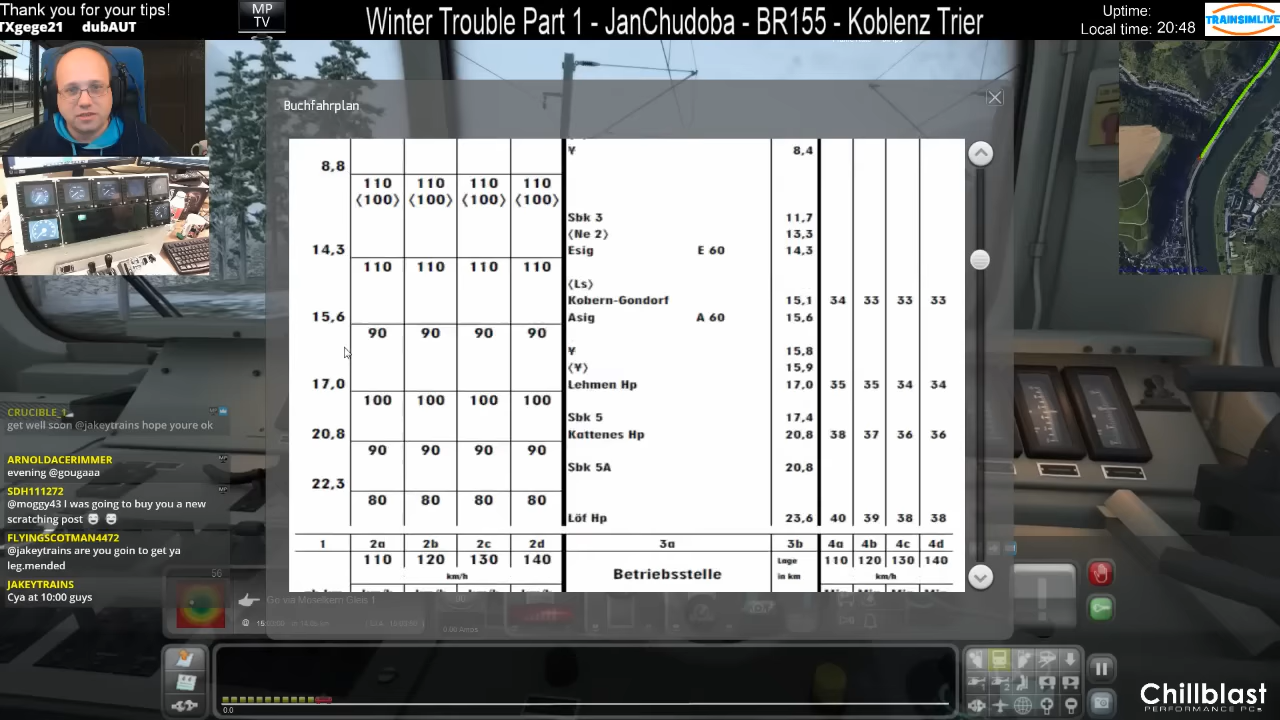 Thank you for your tips!
TXgege21 dubAUT
MP
TV
Winter Trouble Part 1 - JanChudoba - BR155 - Koblenz Trier
Uptime:
Local time: 20:48
TRAINSIMLIVE
Buchfahrplan
¥ 8,4
8,8
110 110 110 110
⟨100⟩ ⟨100⟩ ⟨100⟩ ⟨100⟩
Sbk 3 11,7
⟨Ne 2⟩ 13,3
14,3 Esig E 60 14,3
110 110 110 110
⟨Ls⟩
Kobern-Gondorf 15,1 34 33 33 33
15,6 Asig A 60 15,6
90 90 90 90
¥ 15,8
⟨¥⟩ 15,9
17,0 Lehmen Hp 17,0 35 35 34 34
100 100 100 100
Sbk 5 17,4
20,8 Kattenes Hp 20,8 38 37 36 36
90 90 90 90
Sbk 5A 20,8
22,3
80 80 80 80
Löf Hp 23,6 40 39 38 38
1 2a 2b 2c 2d 3a 3b 4a 4b 4c 4d
110 120 130 140 Lage 110 120 130 140
km/h Betriebsstelle in km km/h
CRUCIBLE_1_
get well soon @jakeytrains hope youre ok
ARNOLDACERIMMER
evening @gougaaa
SDH111272
@moggy43 I was going to buy you a new
scratching post
FLYINGSCOTMAN4472
@jakeytrains are you goin to get ya
leg.mended
JAKEYTRAINS
Cya at 10:00 guys
56
Go via Moselkern Gleis 1
0.0
Chillblast
PERFORMANCE PCs